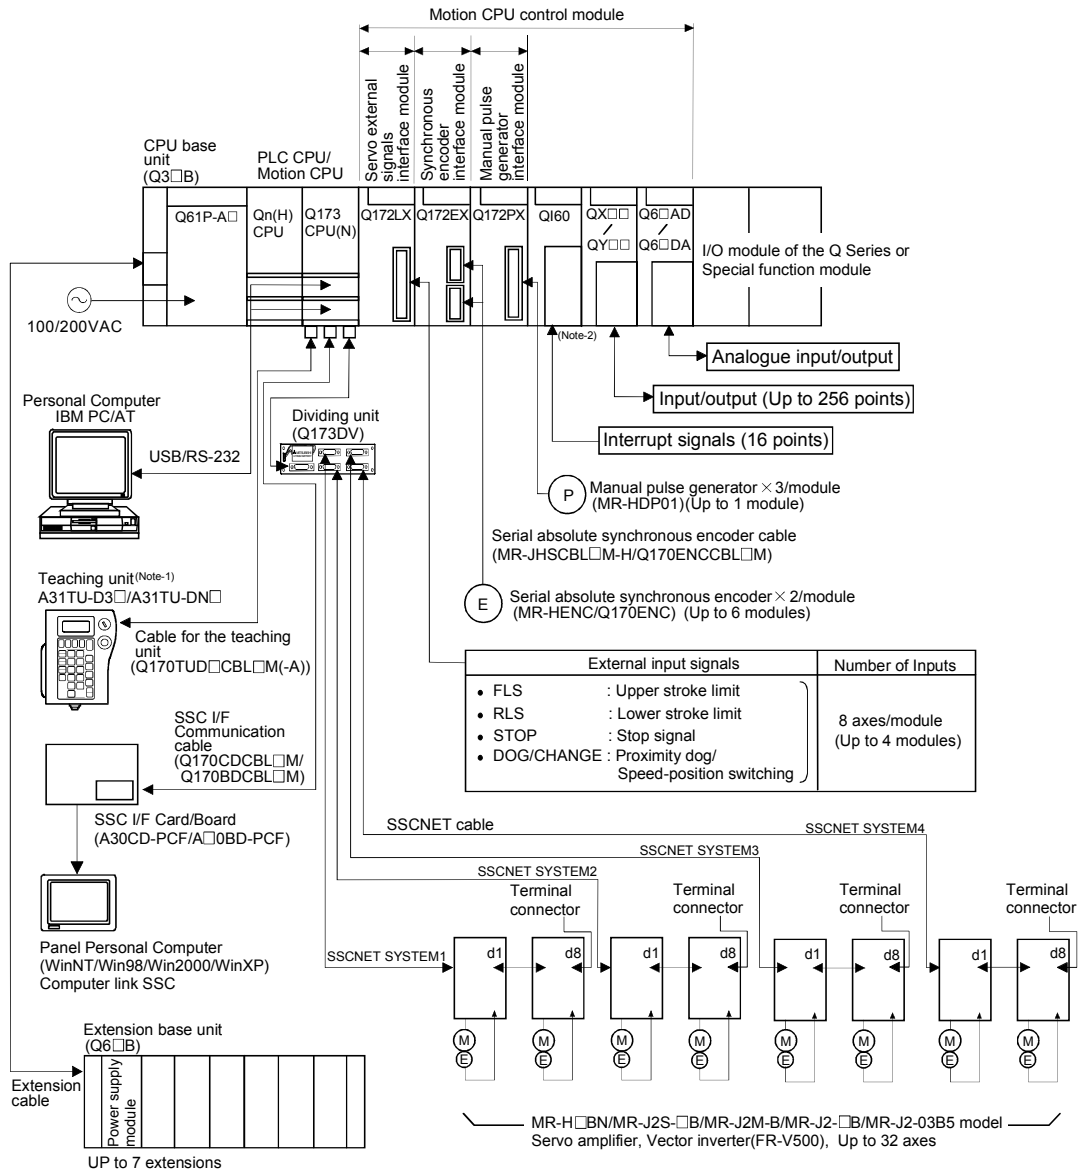 Motion CPU control module
Servo external
signals
interface module
Synchronous
encoder
interface module
Manual pulse
generator
interface module
CPU base
unit
(Q3□B)
PLC CPU/
Motion CPU
Q61P-A□
Qn(H)
CPU
Q173
CPU(N)
Q172LX
Q172EX
Q172PX
QI60
QX□□
/
QY□□
Q6□AD
/
Q6□DA
I/O module of the Q Series or
Special function module
100/200VAC
(Note-2)
Analogue input/output
Input/output (Up to 256 points)
Interrupt signals (16 points)
Personal Computer
IBM PC/AT
USB/RS-232
Dividing unit
(Q173DV)
P
Manual pulse generator × 3/module
(MR-HDP01)(Up to 1 module)
Serial absolute synchronous encoder cable
(MR-JHSCBL□M-H/Q170ENCCBL□M)
E
Serial absolute synchronous encoder × 2/module
(MR-HENC/Q170ENC) (Up to 6 modules)
Teaching unit(Note-1)
A31TU-D3□/A31TU-DN□
Cable for the teaching
unit
(Q170TUD□CBL□M(-A))
External input signals
Number of Inputs
• FLS : Upper stroke limit
• RLS : Lower stroke limit
• STOP : Stop signal
• DOG/CHANGE : Proximity dog/
Speed-position switching
8 axes/module
(Up to 4 modules)
SSC I/F
Communication
cable
(Q170CDCBL□M/
Q170BDCBL□M)
SSC I/F Card/Board
(A30CD-PCF/A□0BD-PCF)
SSCNET cable
SSCNET SYSTEM4
SSCNET SYSTEM3
SSCNET SYSTEM2
Terminal
connector
Terminal
connector
Terminal
connector
Terminal
connector
SSCNET SYSTEM1
d1
d8
d1
d8
d1
d8
d1
d8
M
E
M
E
M
E
M
E
M
E
M
E
M
E
M
E
Panel Personal Computer
(WinNT/Win98/Win2000/WinXP)
Computer link SSC
Extension base unit
(Q6□B)
Extension
cable
Power supply
module
UP to 7 extensions
MR-H□BN/MR-J2S-□B/MR-J2M-B/MR-J2-□B/MR-J2-03B5 model
Servo amplifier, Vector inverter(FR-V500), Up to 32 axes